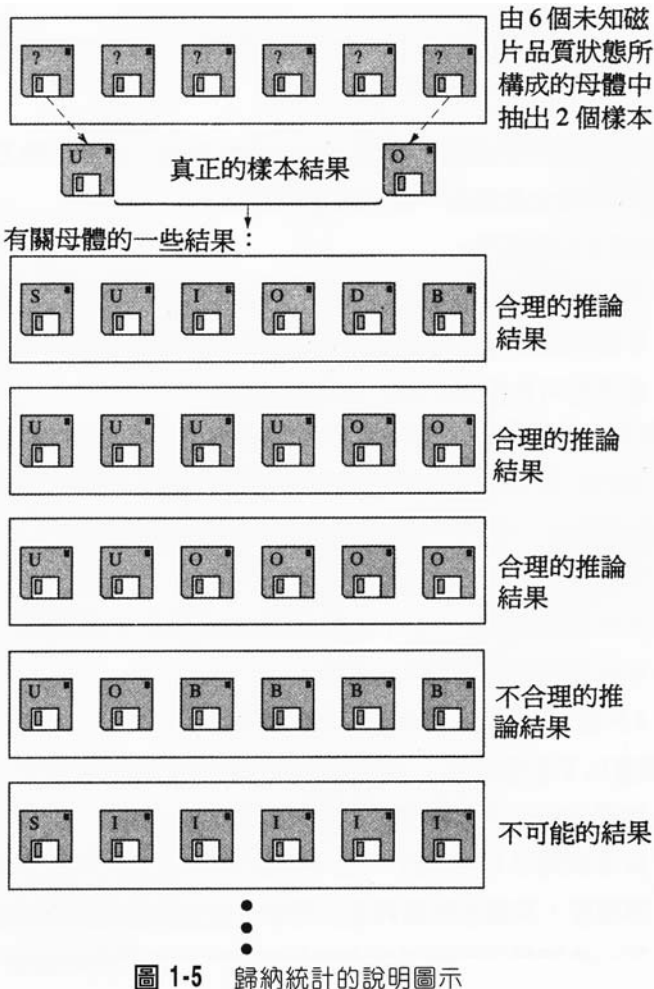 由6個未知磁
片品質狀態所
構成的母體中
抽出2個樣本
? ? ? ? ? ?
U 真正的樣本結果 O
有關母體的一些結果：
S U I O D B
合理的推論
結果
U U U U O O
合理的推論
結果
U U O O O O
合理的推論
結果
U O B B B B
不合理的推
論結果
S I I I I I
不可能的結果
圖 1-5 歸納統計的說明圖示